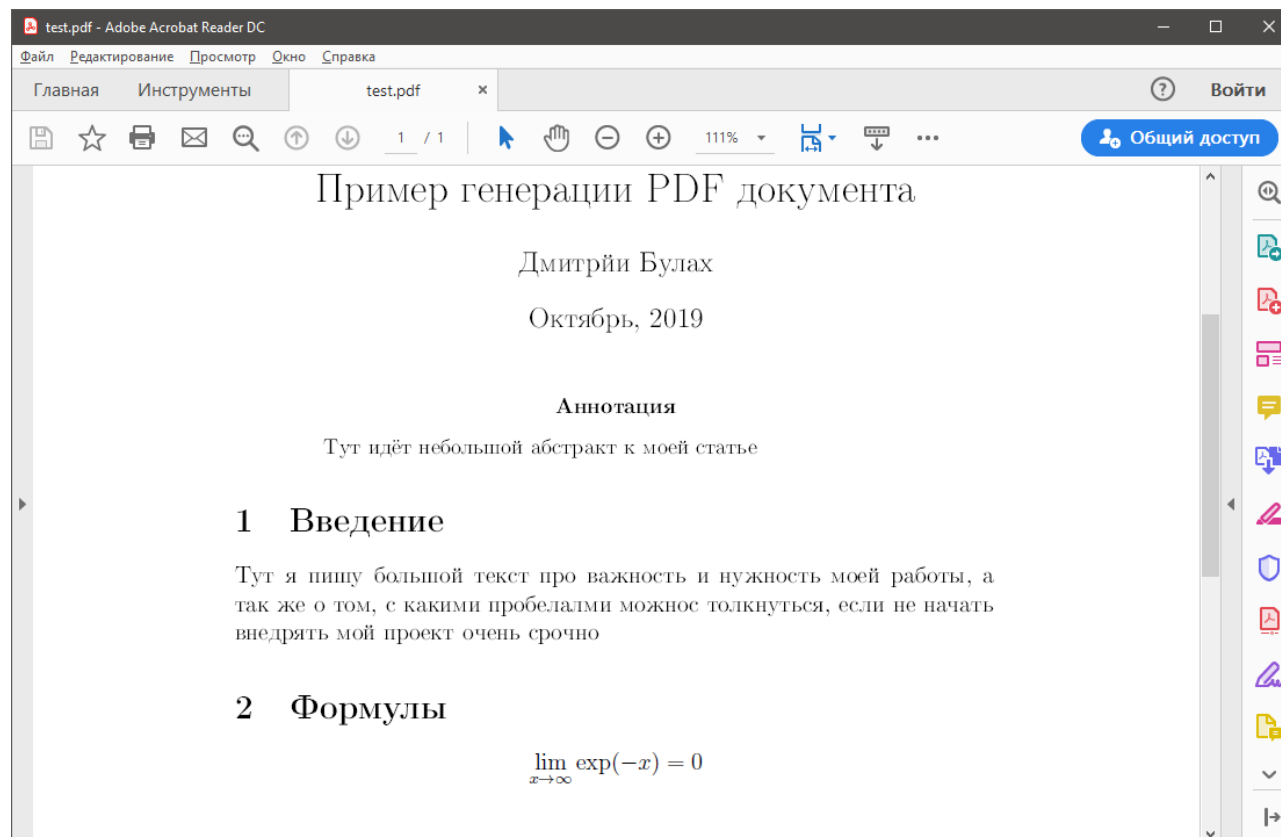 test.pdf - Adobe Acrobat Reader DC
Файл Редактирование Просмотр Окно Справка
Главная Инструменты test.pdf × ? Войти
1 / 1 111% Общий доступ
Пример генерации PDF документа
Дмитрйи Булах
Октябрь, 2019
Аннотация
Тут идёт небольшой абстракт к моей статье
1 Введение
Тут я пишу большой текст про важность и нужность моей работы, а
так же о том, с какими пробелалми можнос толкнуться, если не начать
внедрять мой проект очень срочно
2 Формулы
lim exp(−x) = 0
x→∞